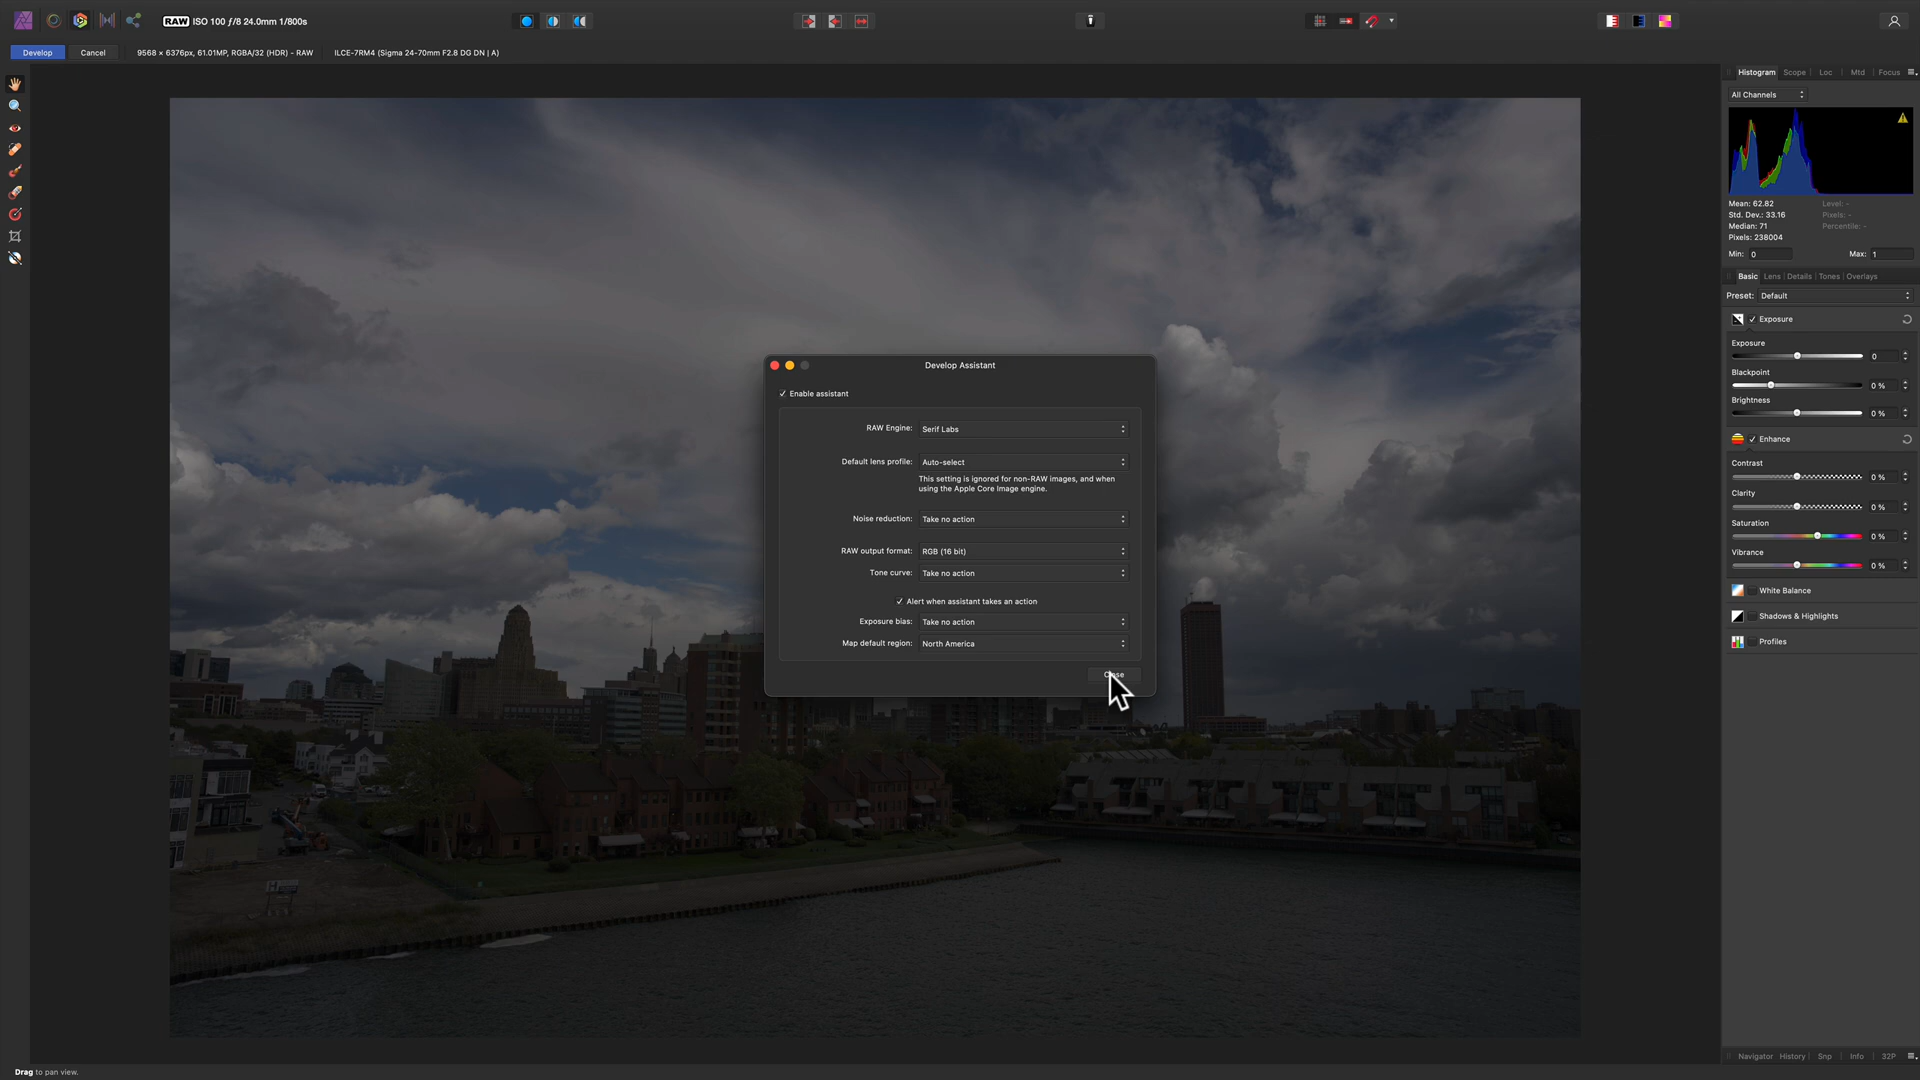 RAW ISO 100 ƒ/8 24.0mm 1/800s
Develop Cancel 9568 × 6376px, 61.01MP, RGBA/32 (HDR) - RAW ILCE-7RM4 (Sigma 24-70mm F2.8 DG DN | A)
Histogram Scope Loc Mtd Focus
All Channels
Mean: 62.82 Level: -
Std. Dev.: 33.16 Pixels: -
Median: 71 Percentile: -
Pixels: 238004
Min: 0 Max: 1
Basic Lens Details Tones Overlays
Preset: Default
Exposure
Exposure
0
Blackpoint
0 %
Brightness
0 %
Enhance
Contrast
0 %
Clarity
0 %
Saturation
0 %
Vibrance
0 %
White Balance
Shadows & Highlights
Profiles
Develop Assistant
Enable assistant
RAW Engine: Serif Labs
Default lens profile: Auto-select
This setting is ignored for non-RAW images, and when
using the Apple Core Image engine.
Noise reduction: Take no action
RAW output format: RGB (16 bit)
Tone curve: Take no action
Alert when assistant takes an action
Exposure bias: Take no action
Map default region: North America
Close
Navigator History Snp Info 32P
Drag to pan view.